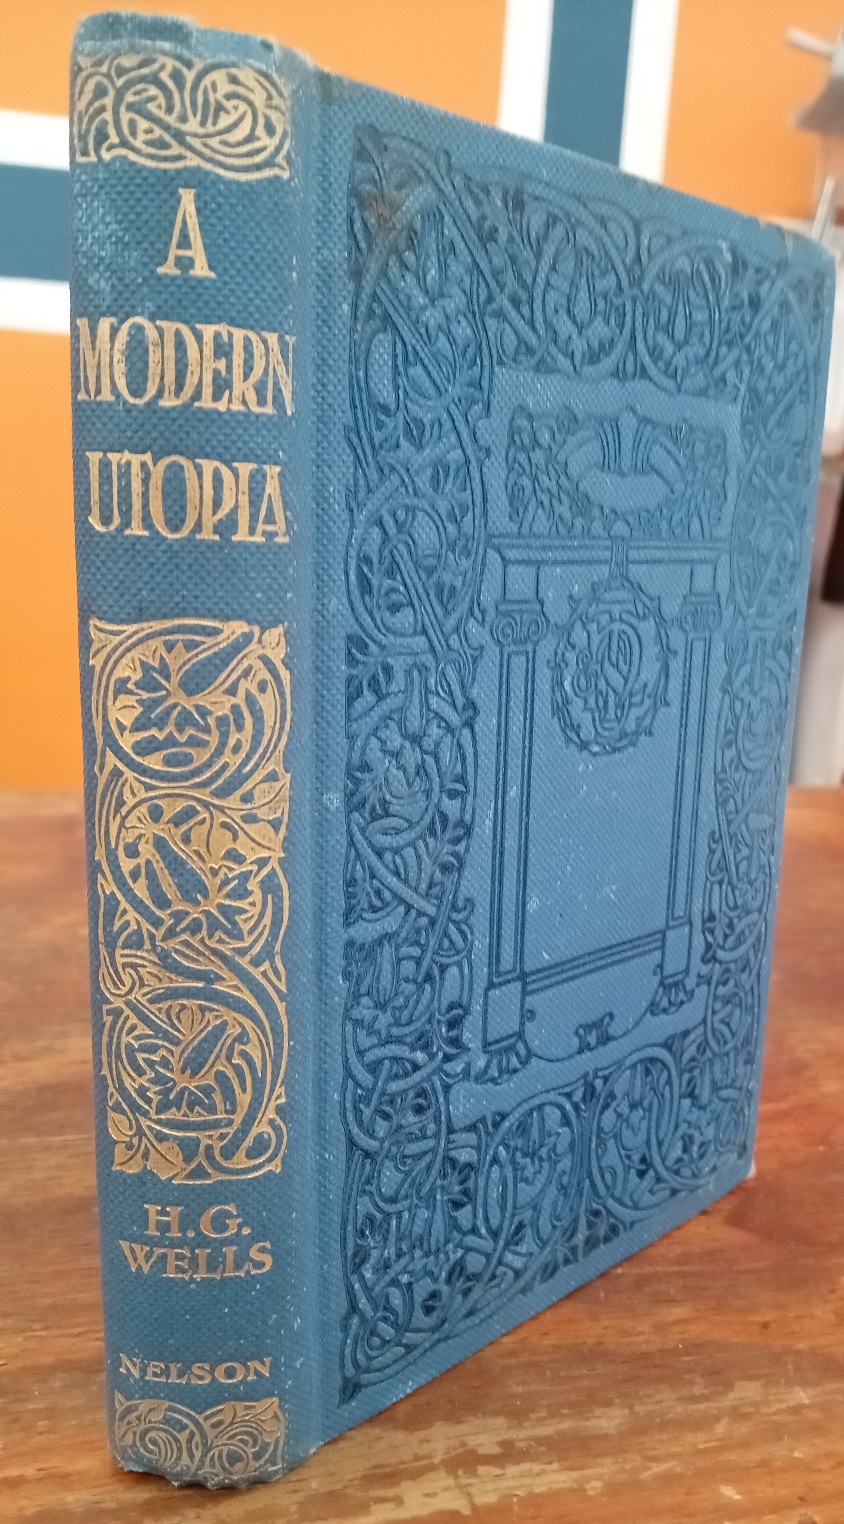 A
MODERN
UTOPIA
H.G.
WELLS
NELSON